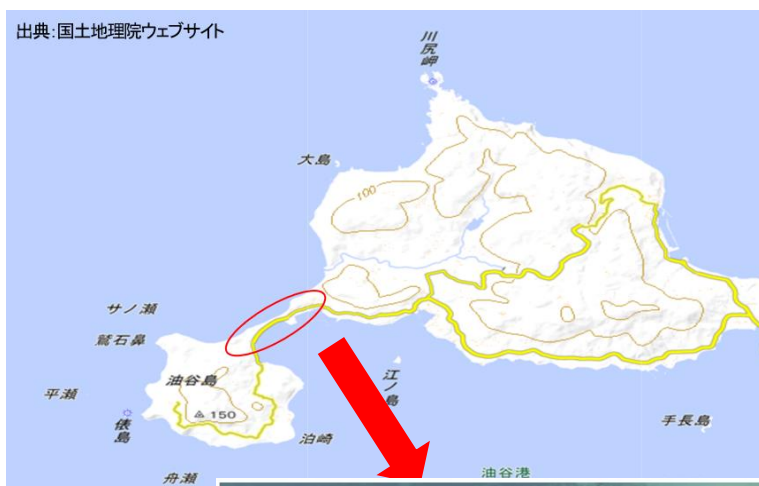 出典:国土地理院ウェブサイト
川尻岬
大島
100
サノ瀬
鷲石鼻
油谷島
平瀬
俵島
150
江ノ島
泊崎
手長島
舟瀬
油谷港